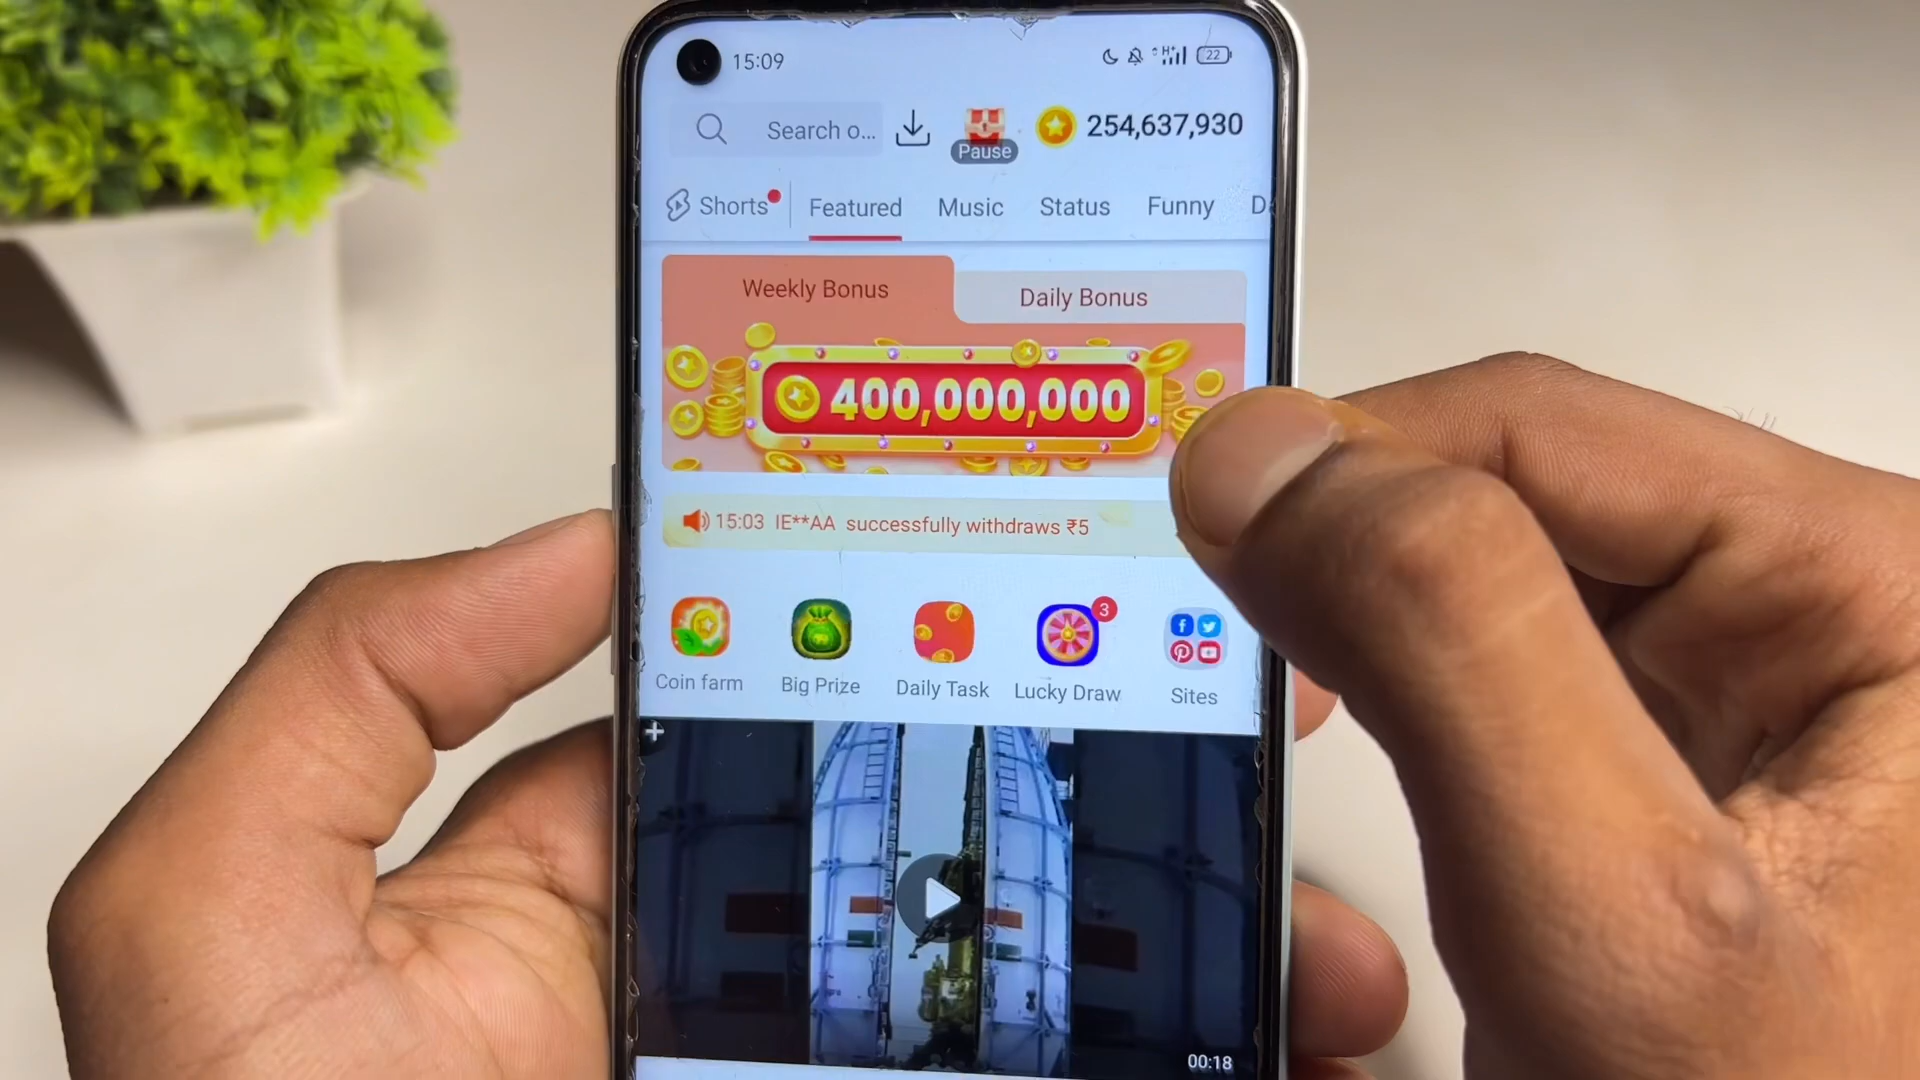 15:09
H+
22
Search o...
Pause
254,637,930
Shorts
Featured
Music
Status
Funny
Weekly Bonus
Daily Bonus
400,000,000
15:03 IE**AA successfully withdraws ₹5
3
Coin farm
Big Prize
Daily Task
Lucky Draw
Sites
00:18